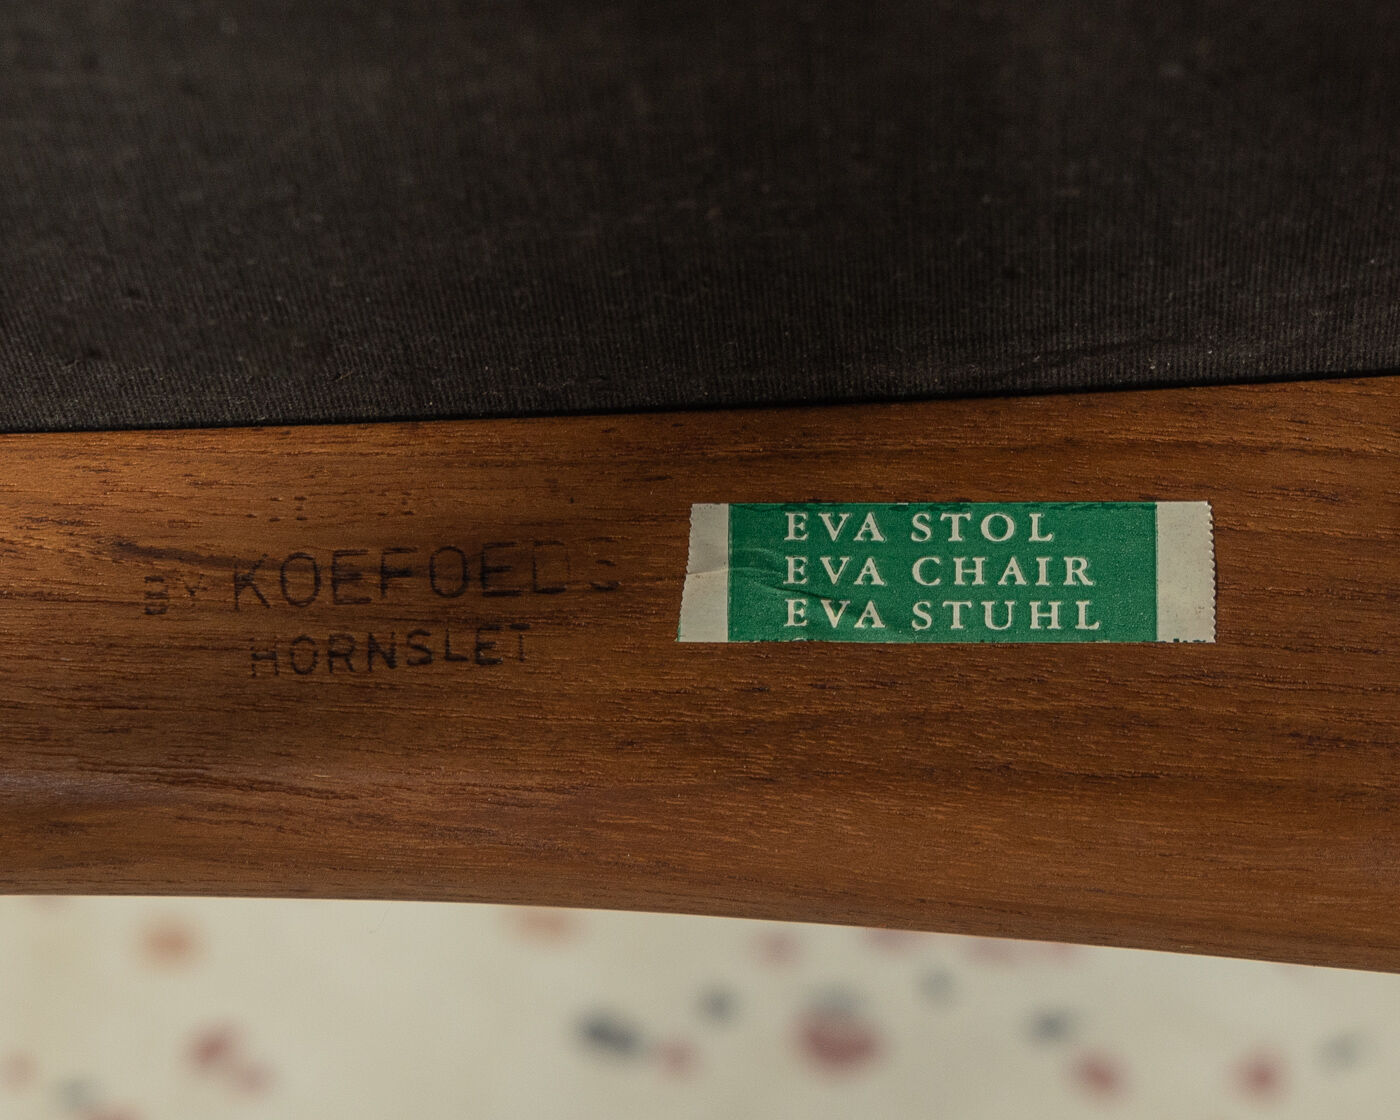 BY KOEFOEDS
HORNSLET
EVA STOL
EVA CHAIR
EVA STUHL